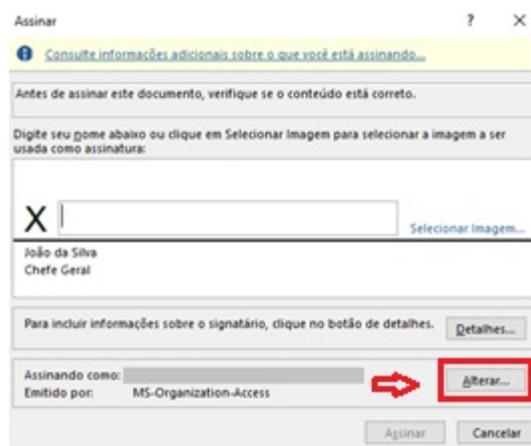 Assinar ? ×
Consulte informações adicionais sobre o que você está assinando...
Antes de assinar este documento, verifique se o conteúdo está correto.
Digite seu nome abaixo ou clique em Selecionar Imagem para selecionar a imagem a ser
usada como assinatura:
X
Selecionar Imagem...
João da Silva
Chefe Geral
Para incluir informações sobre o signatário, clique no botão de detalhes. Detalhes...
Assinando como: Alterar...
Emitido por: MS-Organization-Access
Assinar Cancelar